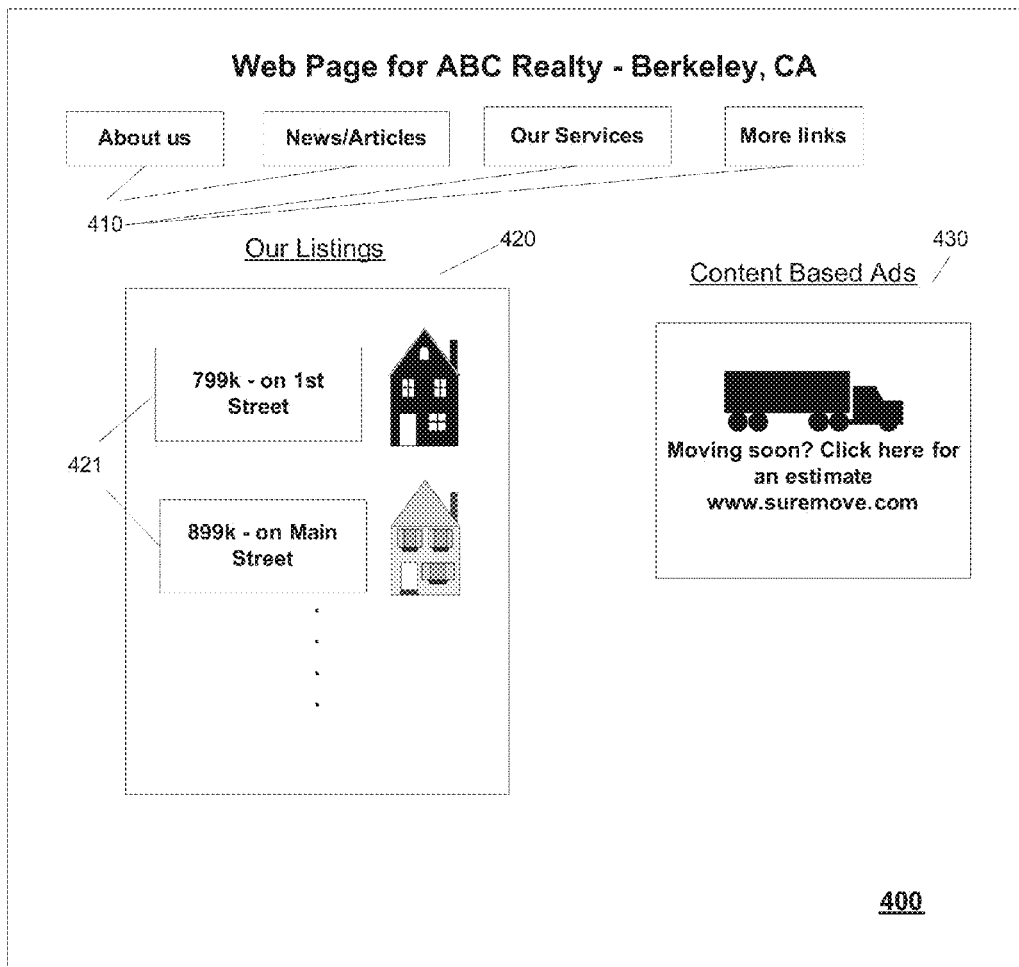 Web Page for ABC Realty - Berkeley, CA
About us
News/Articles
Our Services
More links
410
Our Listings
420
Content Based Ads
430
799k - on 1st
Street
421
899k - on Main
Street
Moving soon? Click here for
an estimate
www.suremove.com
400